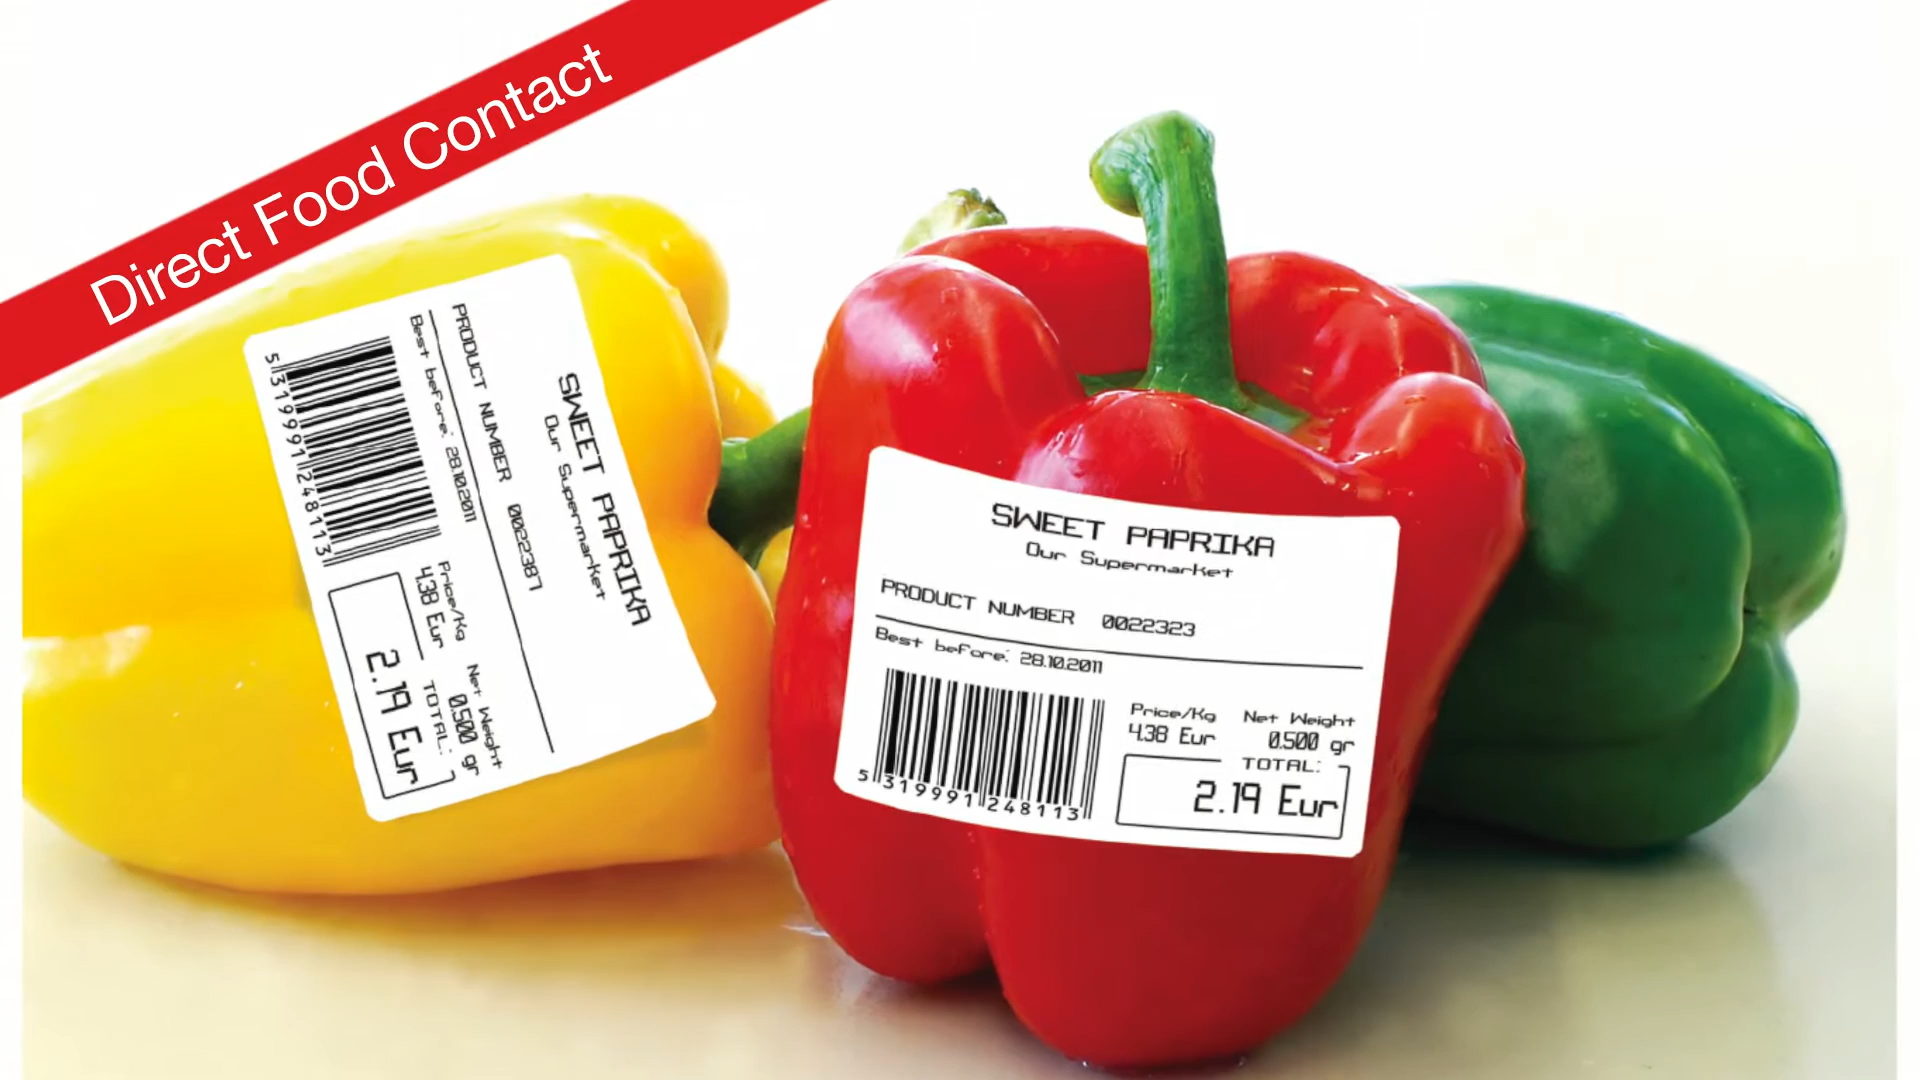 Direct Food Contact
SWEET PAPRIKA
Our Supermarket
PRODUCT NUMBER 0022387
Best before: 28.10.2011
5 319991 248113
Price/Kg Net Weight
4.38 Eur 0.500 gr
TOTAL:
2.19 Eur
SWEET PAPRIKA
Our Supermarket
PRODUCT NUMBER 0022323
Best before: 28.10.2011
5 319991 248113
Price/Kg Net Weight
4.38 Eur 0.500 gr
TOTAL:
2.19 Eur